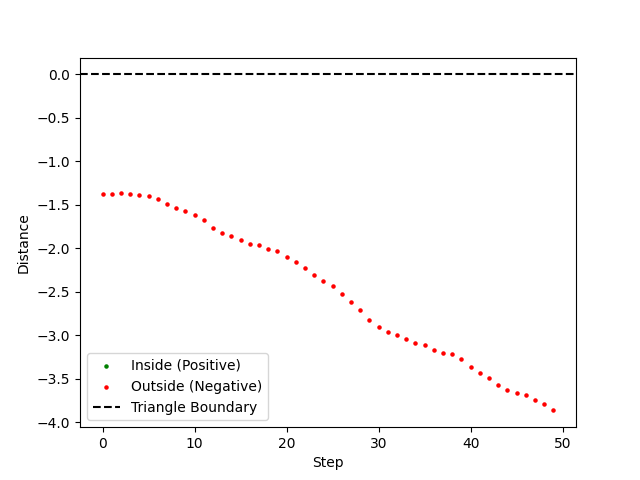 0.0
−0.5
−1.0
−1.5
−2.0
−2.5
−3.0
−3.5
−4.0
Distance
Inside (Positive)
Outside (Negative)
Triangle Boundary
0 10 20 30 40 50
Step